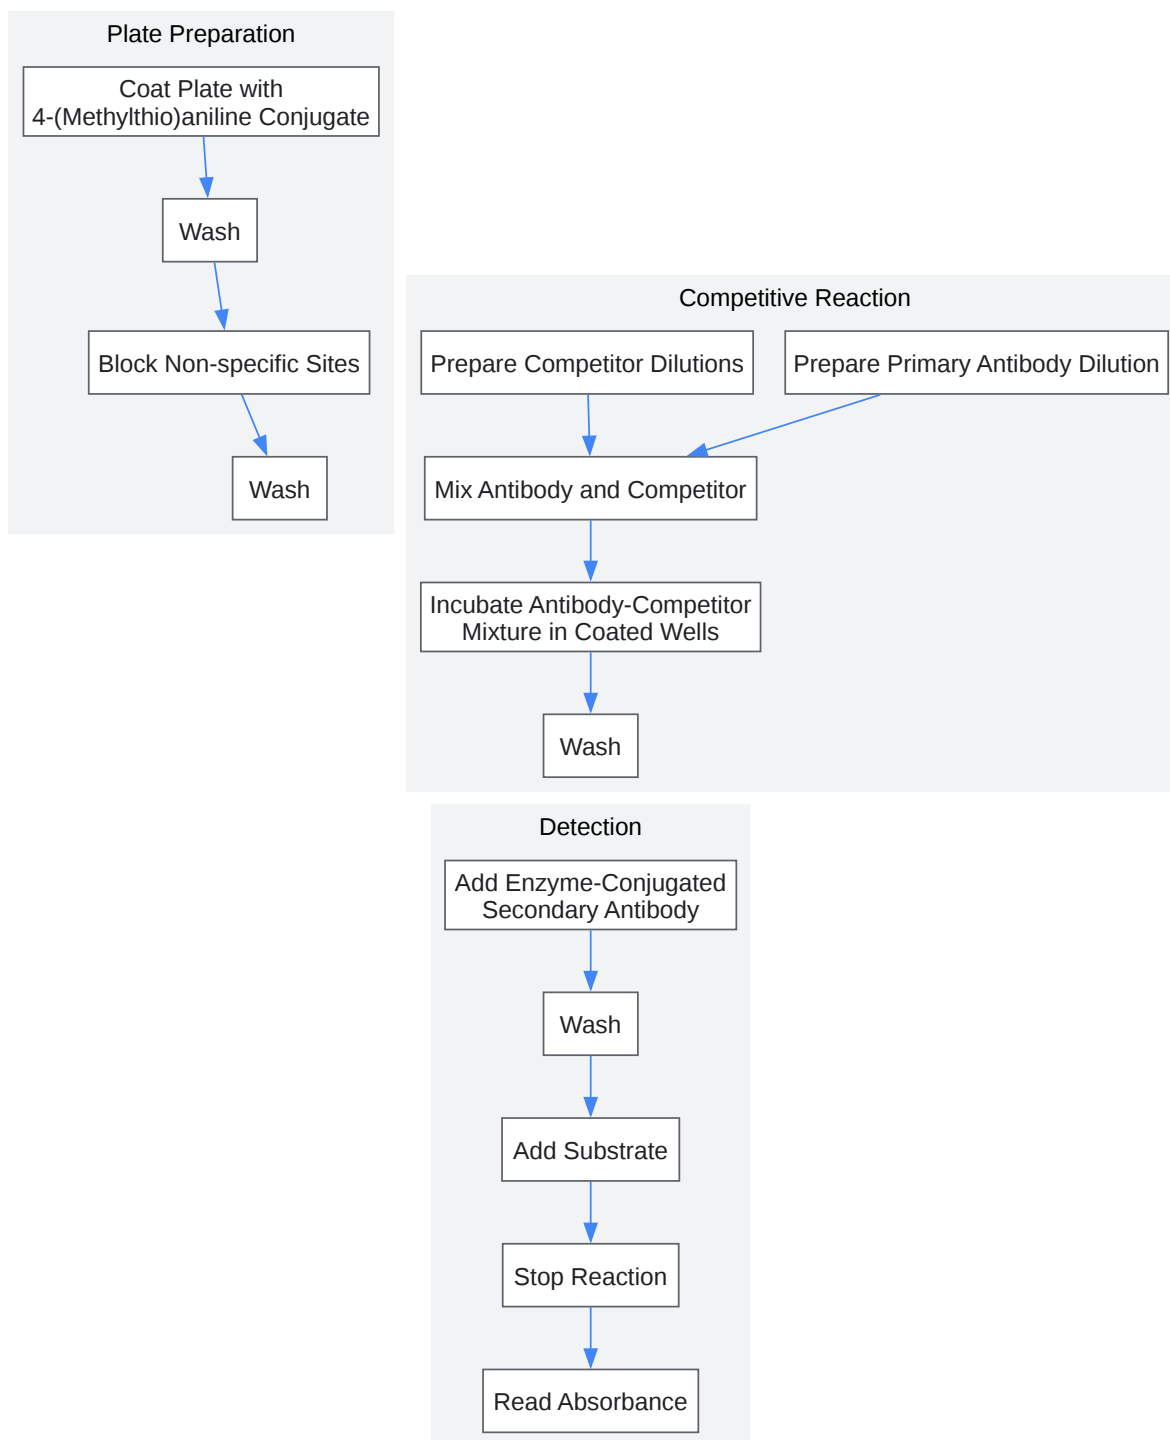 Plate Preparation
Coat Plate with
4-(Methylthio)aniline Conjugate
Wash
Block Non-specific Sites
Wash
Competitive Reaction
Prepare Competitor Dilutions
Prepare Primary Antibody Dilution
Mix Antibody and Competitor
Incubate Antibody-Competitor
Mixture in Coated Wells
Wash
Detection
Add Enzyme-Conjugated
Secondary Antibody
Wash
Add Substrate
Stop Reaction
Read Absorbance